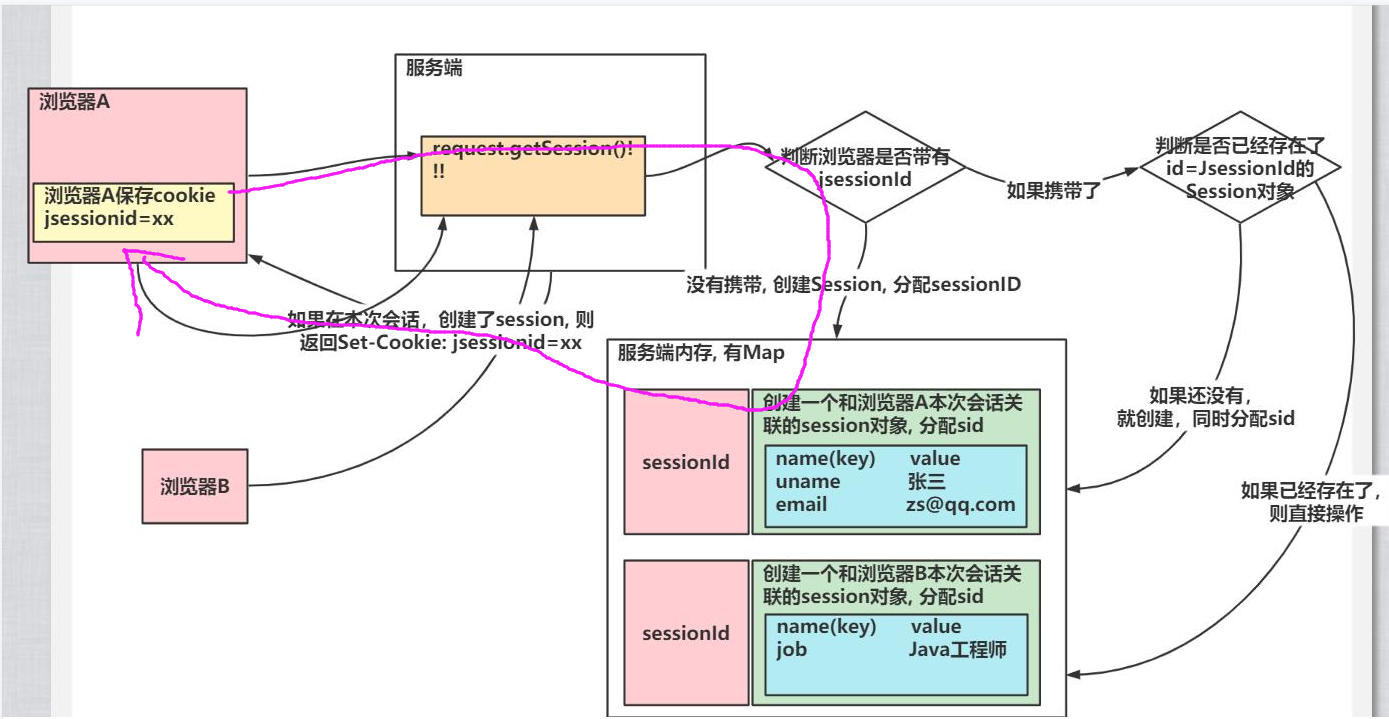 服务端
浏览器A
request.getSession()!
!!
浏览器A保存cookie
jsessionid=xx
判断浏览器是否带有
jsessionId
如果携带了
判断是否已经存在了
id=JsessionId的
Session对象
没有携带, 创建Session, 分配sessionID
如果在本次会话，创建了session, 则
返回Set-Cookie: jsessionid=xx
服务端内存, 有Map
sessionId
创建一个和浏览器A本次会话关
联的session对象, 分配sid
name(key) value
uname 张三
email zs@qq.com
如果还没有，
就创建，同时分配sid
浏览器B
如果已经存在了，
则直接操作
sessionId
创建一个和浏览器B本次会话关
联的session对象, 分配sid
name(key) value
job Java工程师